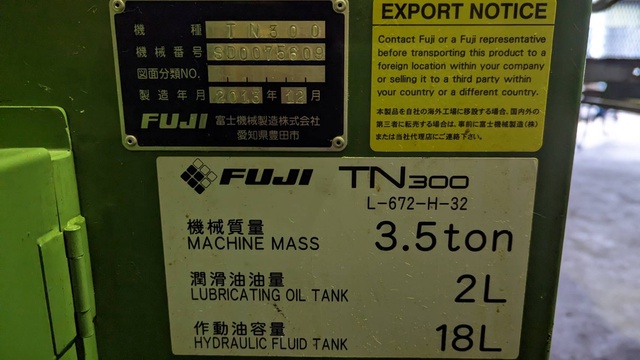 機種 TN300
機械番号 SD0075609
図面分類NO.
製造年月 2013年12月
FUJI 富士機械製造株式会社
愛知県豊田市
EXPORT NOTICE
Contact Fuji or a Fuji representative
before transporting this product to a
foreign location within your company
or selling it to a third party within
your country or a different country.
本製品を自社の海外工場に移設する場合、国内外の
第三者に転売する場合は、事前に富士機械製造(株)
または当社代理店にご連絡下さい。
FUJI TN300
L-672-H-32
機械質量
MACHINE MASS 3.5ton
潤滑油油量
LUBRICATING OIL TANK 2L
作動油容量
HYDRAULIC FLUID TANK 18L